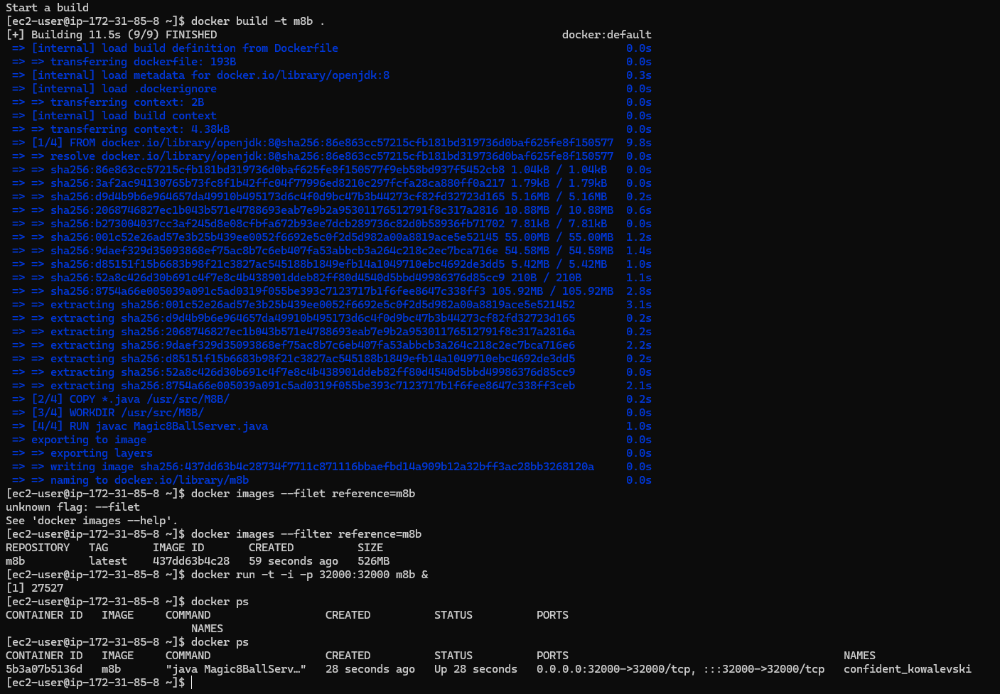 Start a build
[ec2-user@ip-172-31-85-8 ~]$ docker build -t m8b .
[+] Building 11.5s (9/9) FINISHED docker:default
=> [internal] load build definition from Dockerfile 0.0s
=> => transferring dockerfile: 193B 0.0s
=> [internal] load metadata for docker.io/library/openjdk:8 0.3s
=> [internal] load .dockerignore 0.0s
=> => transferring context: 2B 0.0s
=> [internal] load build context 0.0s
=> => transferring context: 4.38kB 0.0s
=> [1/4] FROM docker.io/library/openjdk:8@sha256:86e863cc57215cfb181bd319736d0baf625fe8f150577 9.8s
=> => resolve docker.io/library/openjdk:8@sha256:86e863cc57215cfb181bd319736d0baf625fe8f150577 0.0s
=> => sha256:86e863cc57215cfb181bd319736d0baf625fe8f150577f9eb58bd937f5452cb8 1.04kB / 1.04kB 0.0s
=> => sha256:3af2ac94130765b73fc8f1b42ffc04f77996ed8210c297fcfa28ca880ff0a217 1.79kB / 1.79kB 0.0s
=> => sha256:d9d4b9b6e964657da49910b495173d6c4f0d9bc47b3b44273cf82fd32723d165 5.16MB / 5.16MB 0.2s
=> => sha256:2068746827ec1b043b571e4788693eab7e9b2a95301176512791f8c317a2816 10.88MB / 10.88MB 0.6s
=> => sha256:b273004037cc3af245d8e08cfbfa672b93ee7dcb289736c82d0b58936fb71702 7.81kB / 7.81kB 0.0s
=> => sha256:001c52e26ad57e3b25b439ee0052f6692e5c0f2d5d982a00a8819ace5e52145 55.00MB / 55.00MB 1.2s
=> => sha256:9daef329d35093868ef75ac8b7c6eb407fa53abbcb3a264c218c2ec7bca716e 54.58MB / 54.58MB 1.4s
=> => sha256:d85151f15b6683b98f21c3827ac545188b1849efb14a1049710ebc4692de3dd5 5.42MB / 5.42MB 1.0s
=> => sha256:52a8c426d30b691c4f7e8c4b438901ddeb82ff80d4540d5bbd49986376d85cc9 210B / 210B 1.1s
=> => sha256:8754a66e005039a091c5ad0319f055be393c7123717b1f6fee8647c338ff3 105.92MB / 105.92MB 2.8s
=> => extracting sha256:001c52e26ad57e3b25b439ee0052f6692e5c0f2d5d982a00a8819ace5e521452 3.1s
=> => extracting sha256:d9d4b9b6e964657da49910b495173d6c4f0d9bc47b3b44273cf82fd32723d165 0.2s
=> => extracting sha256:2068746827ec1b043b571e4788693eab7e9b2a95301176512791f8c317a2816a 0.2s
=> => extracting sha256:9daef329d35093868ef75ac8b7c6eb407fa53abbcb3a264c218c2ec7bca716e6 2.2s
=> => extracting sha256:d85151f15b6683b98f21c3827ac545188b1849efb14a1049710ebc4692de3dd5 0.2s
=> => extracting sha256:52a8c426d30b691c4f7e8c4b438901ddeb82ff80d4540d5bbd49986376d85cc9 0.0s
=> => extracting sha256:8754a66e005039a091c5ad0319f055be393c7123717b1f6fee8647c338ff3ceb 2.1s
=> [2/4] COPY *.java /usr/src/M8B/ 0.2s
=> [3/4] WORKDIR /usr/src/M8B/ 0.0s
=> [4/4] RUN javac Magic8BallServer.java 1.0s
=> exporting to image 0.0s
=> => exporting layers 0.0s
=> => writing image sha256:437dd63b4c28734f7711c871116bbaefbd14a909b12a32bff3ac28bb3268120a 0.0s
=> => naming to docker.io/library/m8b 0.0s
[ec2-user@ip-172-31-85-8 ~]$ docker images --filet reference=m8b
unknown flag: --filet
See 'docker images --help'.
[ec2-user@ip-172-31-85-8 ~]$ docker images --filter reference=m8b
REPOSITORY TAG IMAGE ID CREATED SIZE
m8b latest 437dd63b4c28 59 seconds ago 526MB
[ec2-user@ip-172-31-85-8 ~]$ docker run -t -i -p 32000:32000 m8b &
[1] 27527
[ec2-user@ip-172-31-85-8 ~]$ docker ps
CONTAINER ID IMAGE COMMAND CREATED STATUS PORTS
NAMES
[ec2-user@ip-172-31-85-8 ~]$ docker ps
CONTAINER ID IMAGE COMMAND CREATED STATUS PORTS NAMES
5b3a07b5136d m8b "java Magic8BallServ…" 28 seconds ago Up 28 seconds 0.0.0.0:32000->32000/tcp, :::32000->32000/tcp confident_kowalevski
[ec2-user@ip-172-31-85-8 ~]$